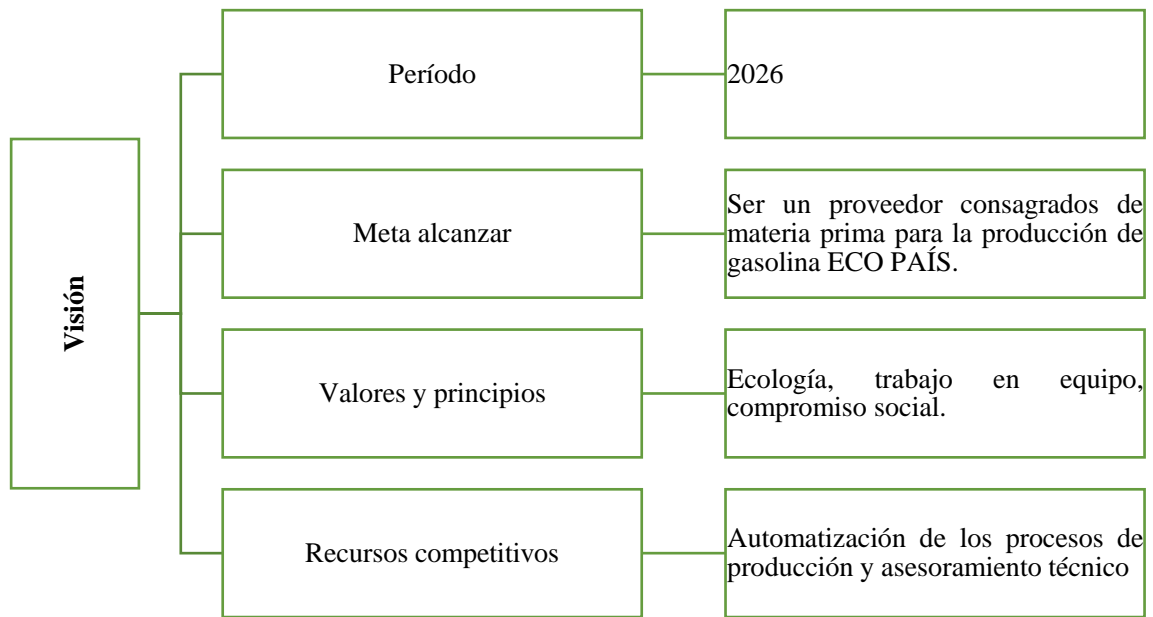 Visión
Período
2026
Meta alcanzar
Ser un proveedor consagrados de
materia prima para la producción de
gasolina ECO PAÍS.
Valores y principios
Ecología, trabajo en equipo,
compromiso social.
Recursos competitivos
Automatización de los procesos de
producción y asesoramiento técnico